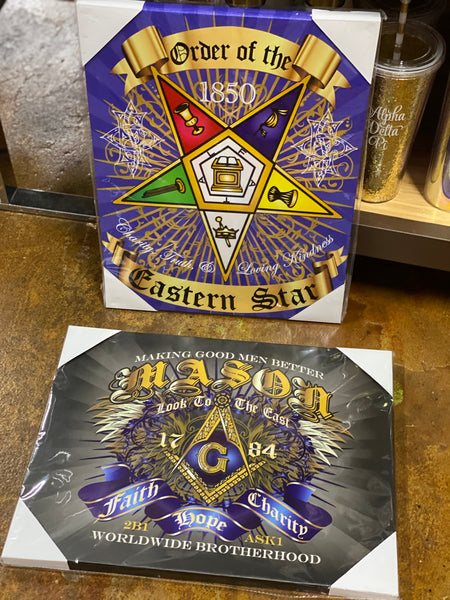 Order of the
1850
Charity, Truth, & Loving Kindness
Eastern Star
Alpha
Delta
Pi
MAKING GOOD MEN BETTER
MASON
Look To The East
17 84
G
Faith Hope Charity
2B1 ASK1
WORLDWIDE BROTHERHOOD